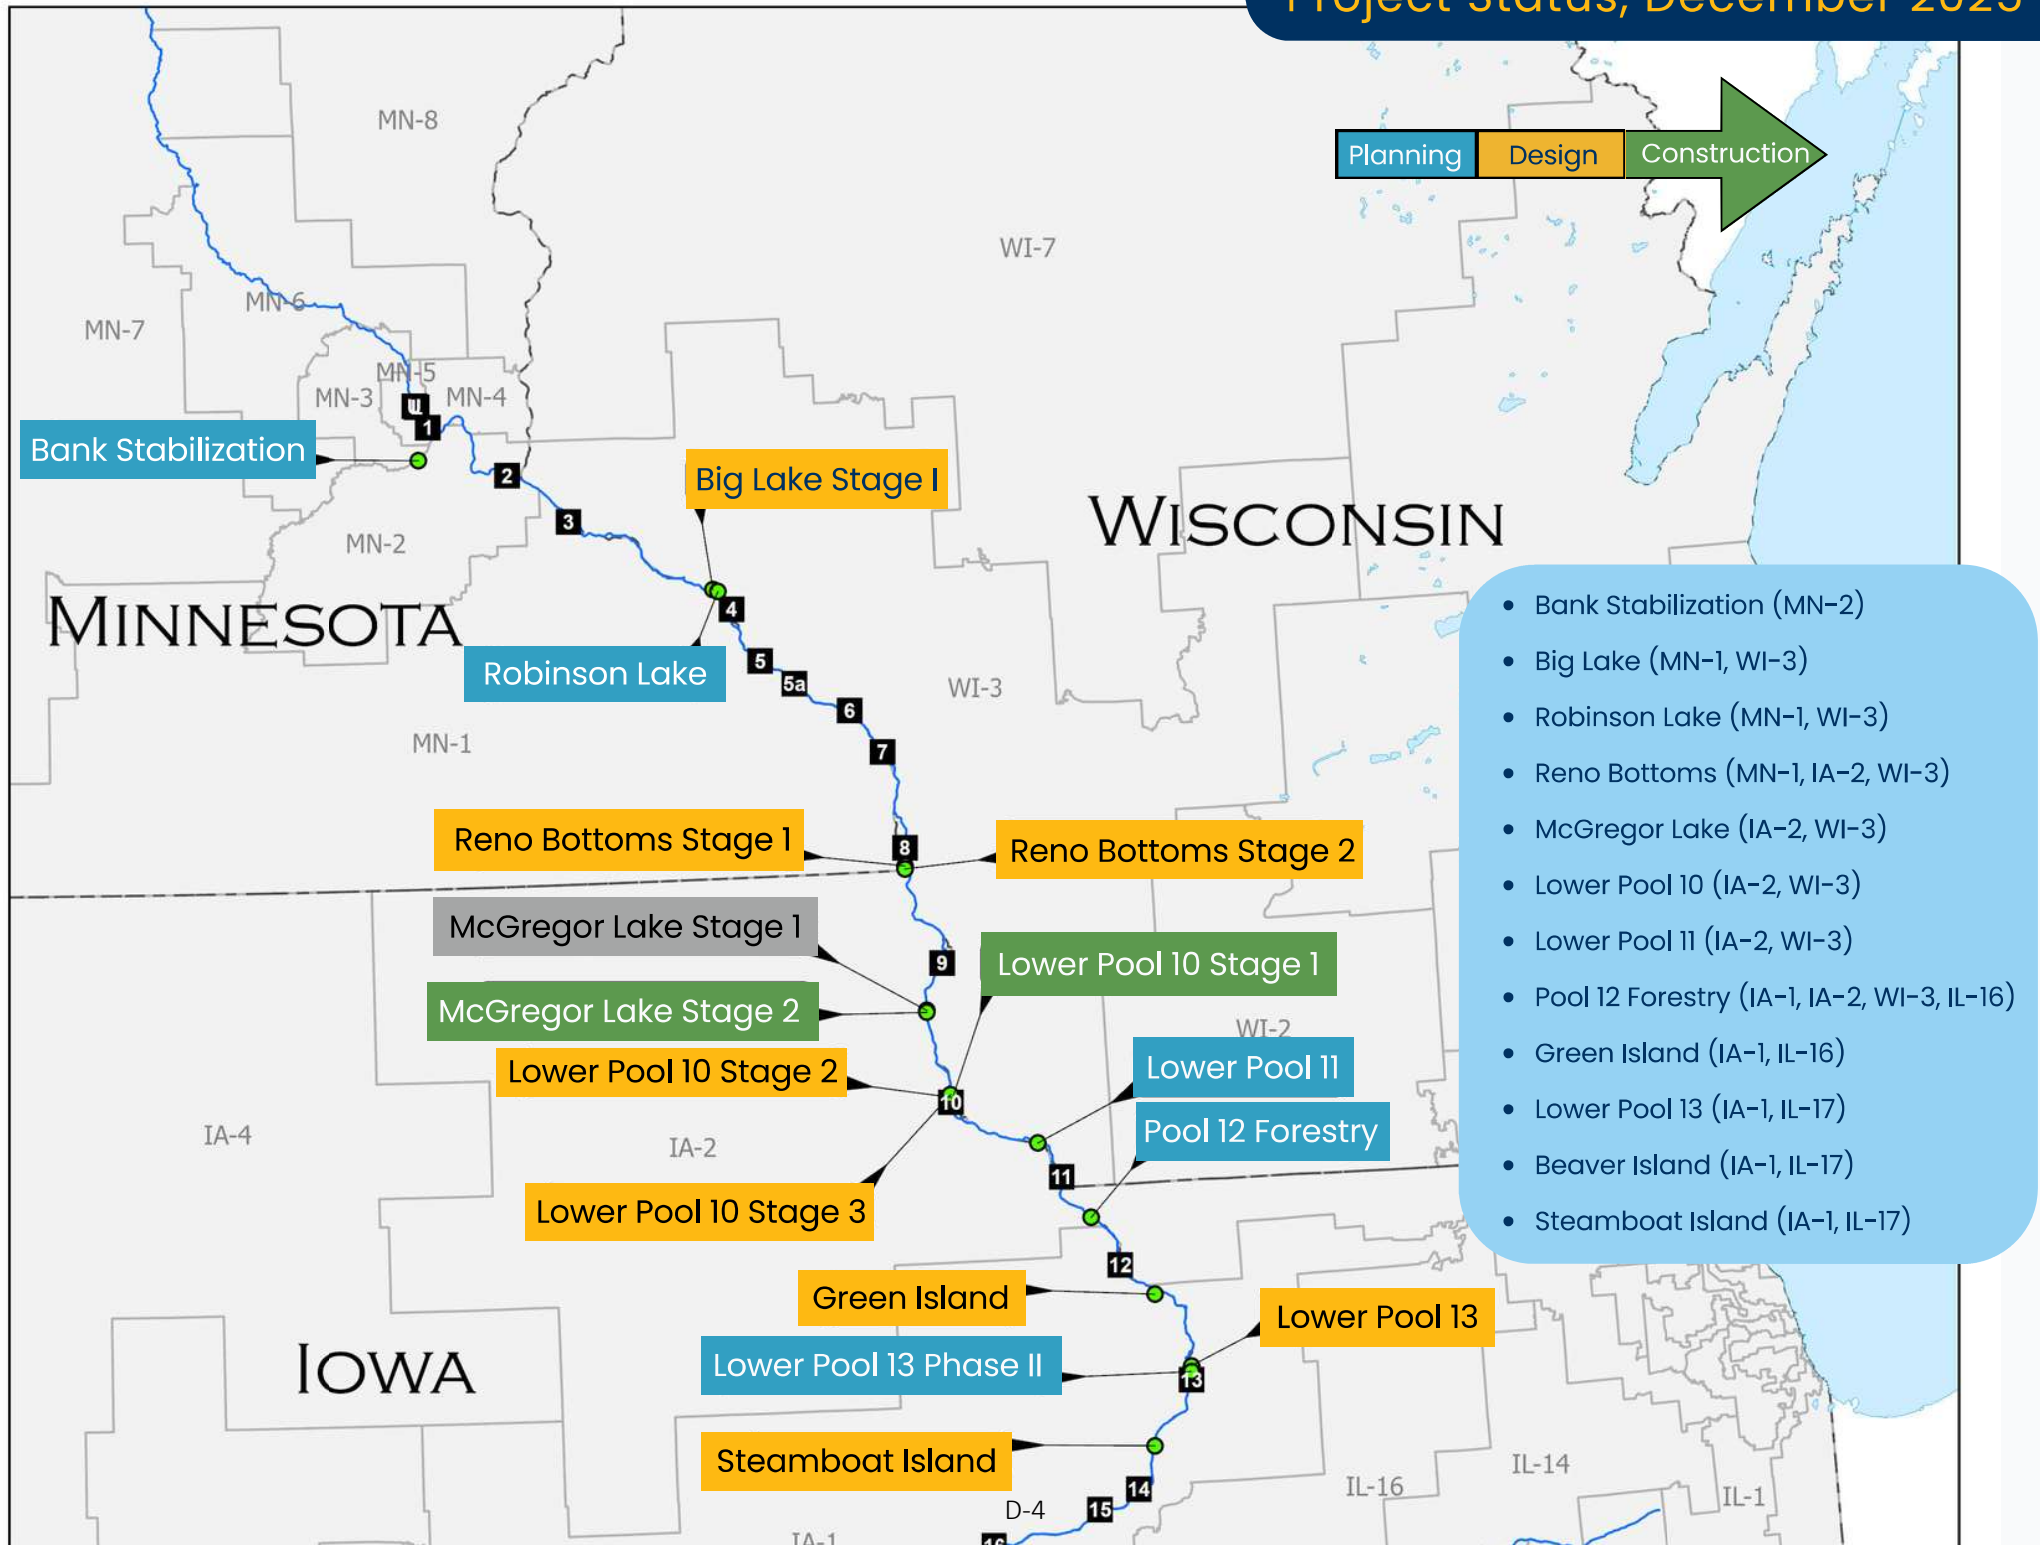 Project Status, December 2025
MN-8
Planning
Design
Construction
WI-7
MN-6
MN-7
MN-5
MN-3
MN-4
1
Bank Stabilization
2
Big Lake Stage I
3
WISCONSIN
MN-2
MINNESOTA
4
Robinson Lake
5
5a
WI-3
6
MN-1
7
Reno Bottoms Stage 1
8
Reno Bottoms Stage 2
McGregor Lake Stage 1
9
Lower Pool 10 Stage 1
McGregor Lake Stage 2
WI-2
Lower Pool 10 Stage 2
Lower Pool 11
10
Pool 12 Forestry
IA-4
IA-2
11
Lower Pool 10 Stage 3
12
Green Island
Lower Pool 13
IOWA
Lower Pool 13 Phase II
13
Steamboat Island
14
15
D-4
IL-16
IL-14
IL-1
IA-1
16
• Bank Stabilization (MN-2)
• Big Lake (MN-1, WI-3)
• Robinson Lake (MN-1, WI-3)
• Reno Bottoms (MN-1, IA-2, WI-3)
• McGregor Lake (IA-2, WI-3)
• Lower Pool 10 (IA-2, WI-3)
• Lower Pool 11 (IA-2, WI-3)
• Pool 12 Forestry (IA-1, IA-2, WI-3, IL-16)
• Green Island (IA-1, IL-16)
• Lower Pool 13 (IA-1, IL-17)
• Beaver Island (IA-1, IL-17)
• Steamboat Island (IA-1, IL-17)